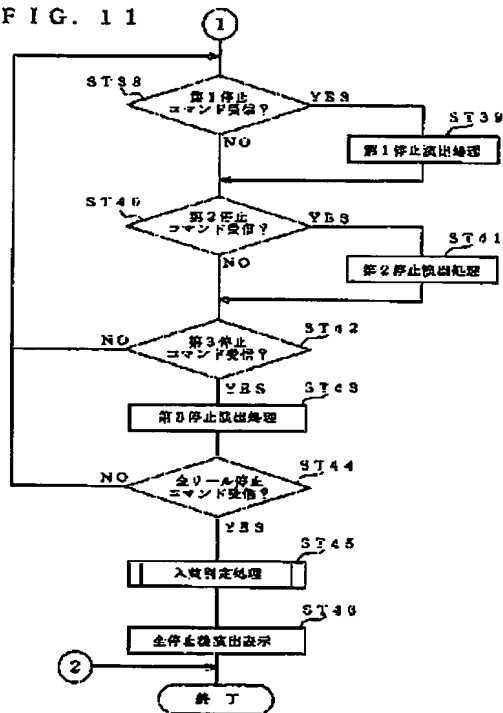 FIG. 11
1
ST38
第1停止
コマンド受信?
YES
NO
ST39
第1停止演出処理
ST40
第2停止
コマンド受信?
YES
NO
ST41
第2停止演出処理
ST42
第3停止
コマンド受信?
NO
YES
ST43
第3停止演出処理
ST44
全リール停止
コマンド受信?
NO
YES
ST45
入賞判定処理
ST46
全停止後演出表示
2
終 了